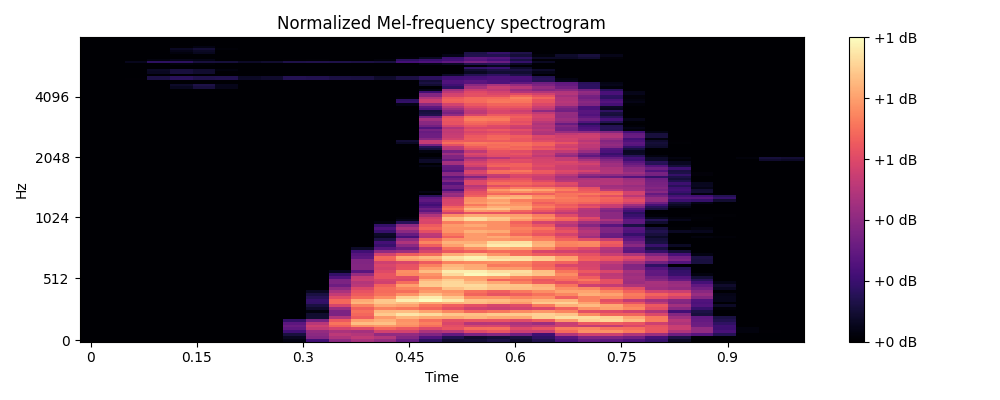 Normalized Mel-frequency spectrogram
Hz
4096
2048
1024
512
0
0 0.15 0.3 0.45 0.6 0.75 0.9
Time
+1 dB
+1 dB
+1 dB
+0 dB
+0 dB
+0 dB